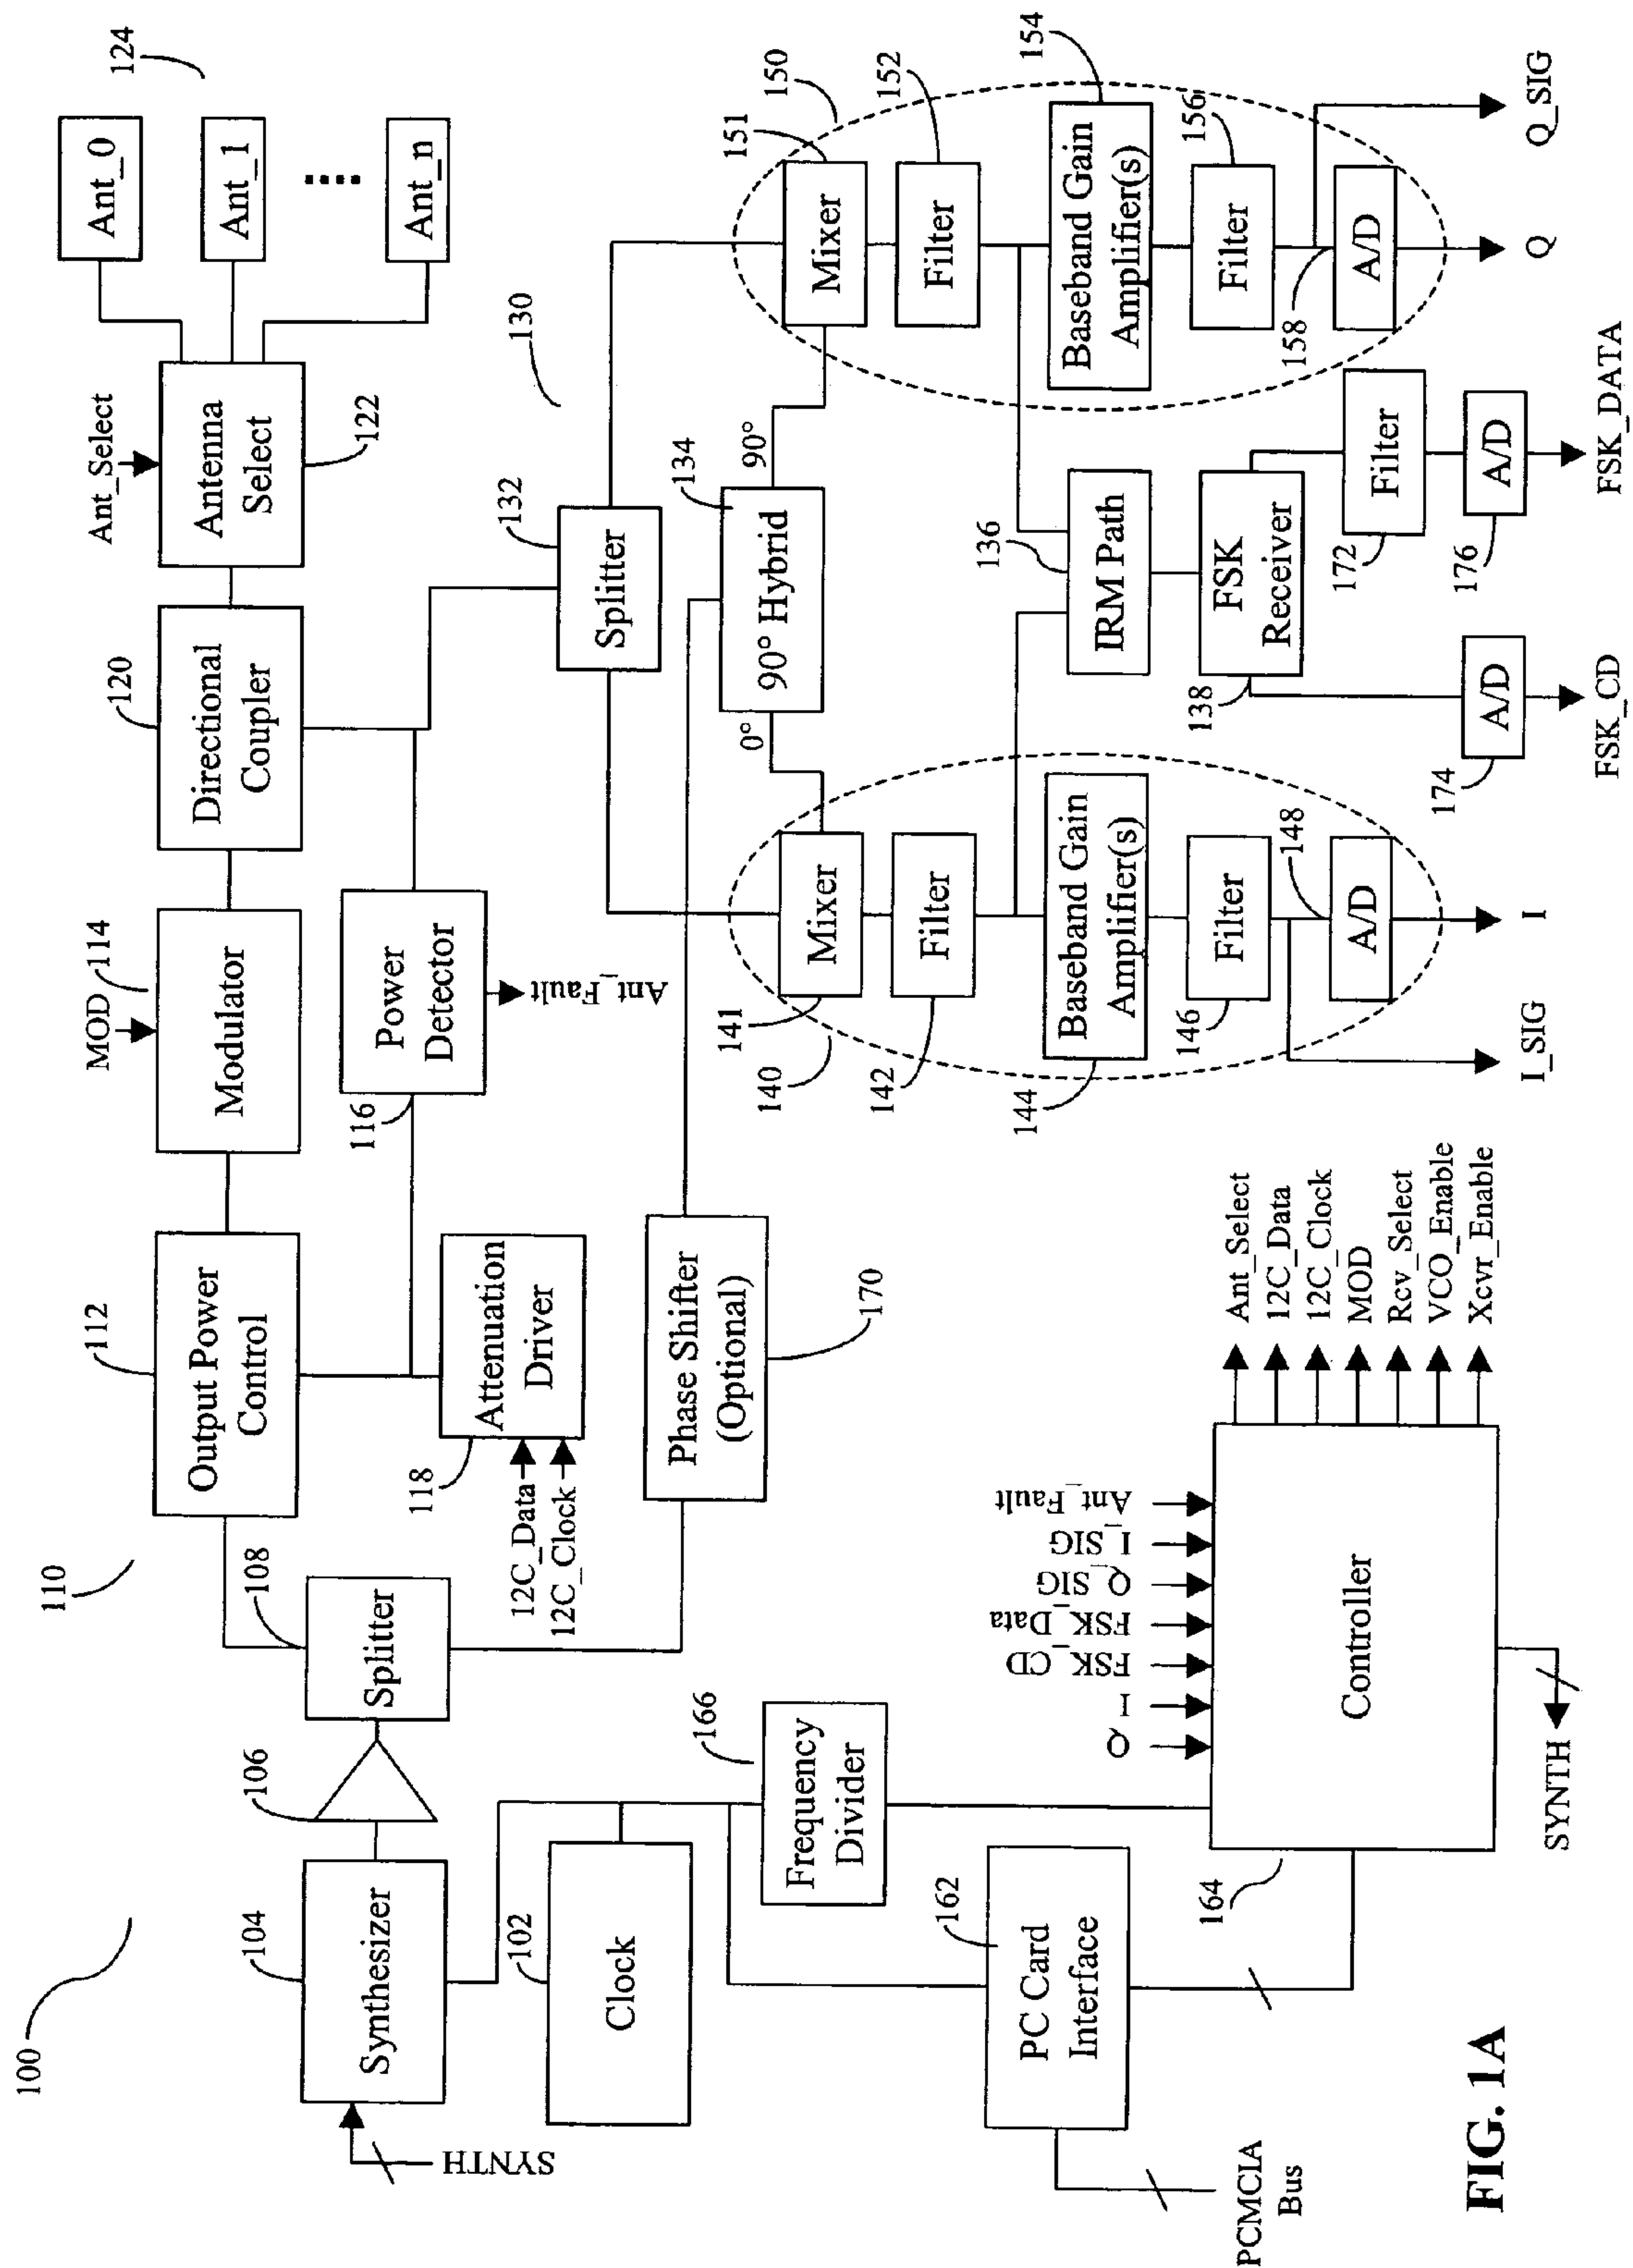 100
110
124
SYNTH
104
Synthesizer
106
108
Splitter
112
Output Power
Control
MOD
114
Modulator
120
Directional
Coupler
Ant_Select
Antenna
Select
122
Ant_0
Ant_1
Ant_n
116
Power
Detector
Ant_Fault
118
Attenuation
Driver
12C_Data
12C_Clock
102
Clock
Phase Shifter
(Optional)
170
130
132
Splitter
134
90° Hybrid
0°
90°
140
141
Mixer
142
Filter
144
Baseband Gain
Amplifier(s)
146
Filter
148
A/D
I_SIG
I
136
IRM Path
138
FSK
Receiver
172
Filter
174
A/D
FSK_CD
176
A/D
FSK_DATA
150
151
Mixer
152
Filter
154
Baseband Gain
Amplifier(s)
156
Filter
158
A/D
Q
Q_SIG
166
Frequency
Divider
162
PC Card
Interface
PCMCIA
Bus
164
Controller
Q
I
FSK_CD
FSK_Data
Q_SIG
I_SIG
Ant_Fault
Ant_Select
12C_Data
12C_Clock
MOD
Rcv_Select
VCO_Enable
Xcvr_Enable
SYNTH
FIG. 1A